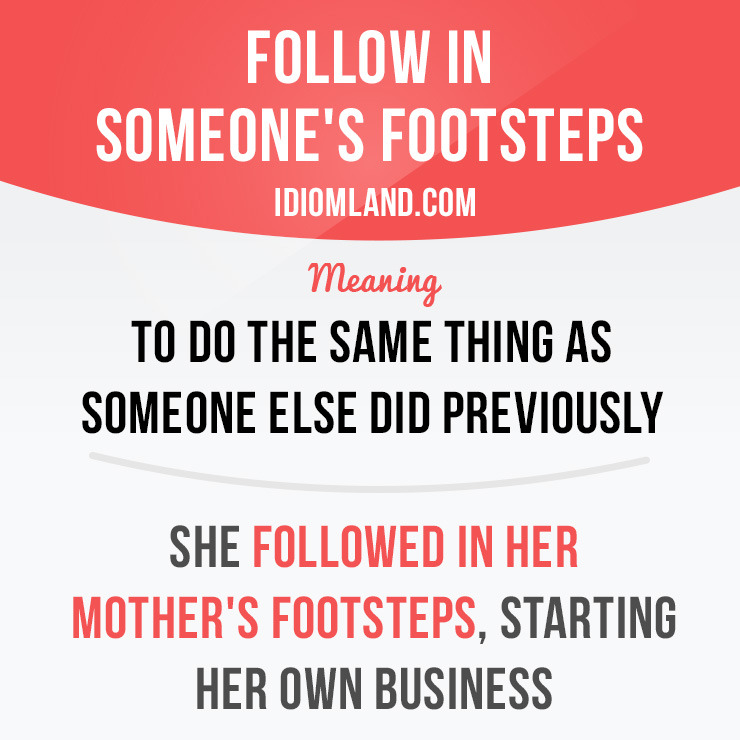 FOLLOW IN
SOMEONE'S FOOTSTEPS
IDIOMLAND.COM
Meaning
TO DO THE SAME THING AS
SOMEONE ELSE DID PREVIOUSLY
SHE FOLLOWED IN HER
MOTHER'S FOOTSTEPS, STARTING
HER OWN BUSINESS